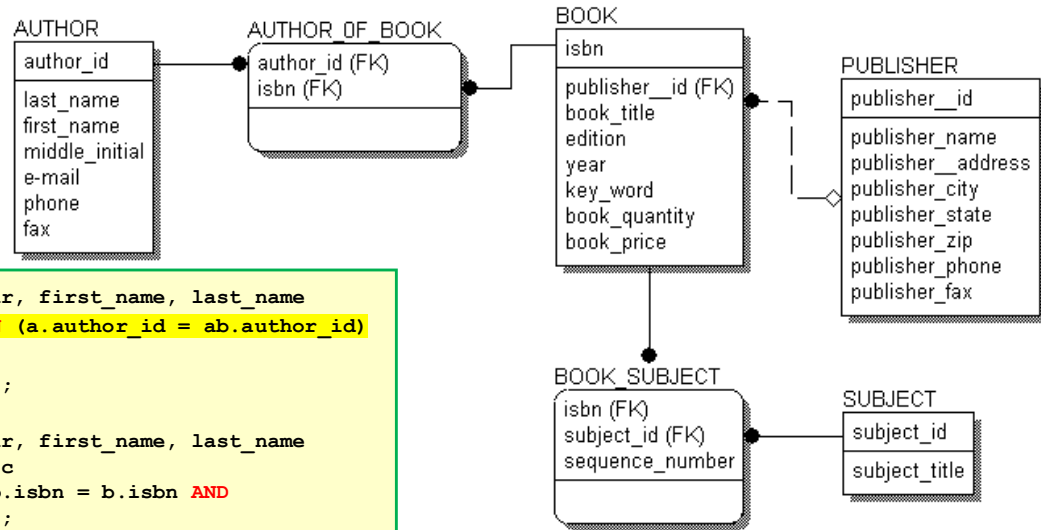 AUTHOR
author_id
last_name
first_name
middle_initial
e-mail
phone
fax
AUTHOR_OF_BOOK
author_id (FK)
isbn (FK)
BOOK
isbn
publisher__id (FK)
book_title
edition
year
key_word
book_quantity
book_price
PUBLISHER
publisher__id
publisher_name
publisher__address
publisher_city
publisher_state
publisher_zip
publisher_phone
publisher_fax
first_name, last_name
(a.author_id = ab.author_id)
;
first_name, last_name
.isbn = b.isbn AND
;
BOOK_SUBJECT
isbn (FK)
subject_id (FK)
sequence_number
SUBJECT
subject_id
subject_title